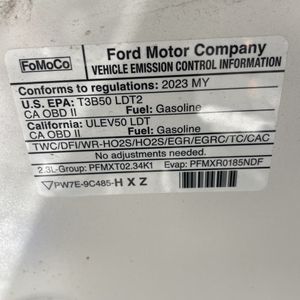 FoMoCo
Ford Motor Company
VEHICLE EMISSION CONTROL INFORMATION
Conforms to regulations: 2023 MY
U.S. EPA: T3B50 LDT2 Fuel: Gasoline
CA OBD II
California: ULEV50 LDT Fuel: Gasoline
CA OBD II
TWC/DFI/WR-HO2S/HO2S/EGR/EGRC/TC/CAC
No adjustments needed.
2.3L-Group: PFMXT02.34K1 Evap: PFMXR0185NDF
PW7E-9C485-HXZ